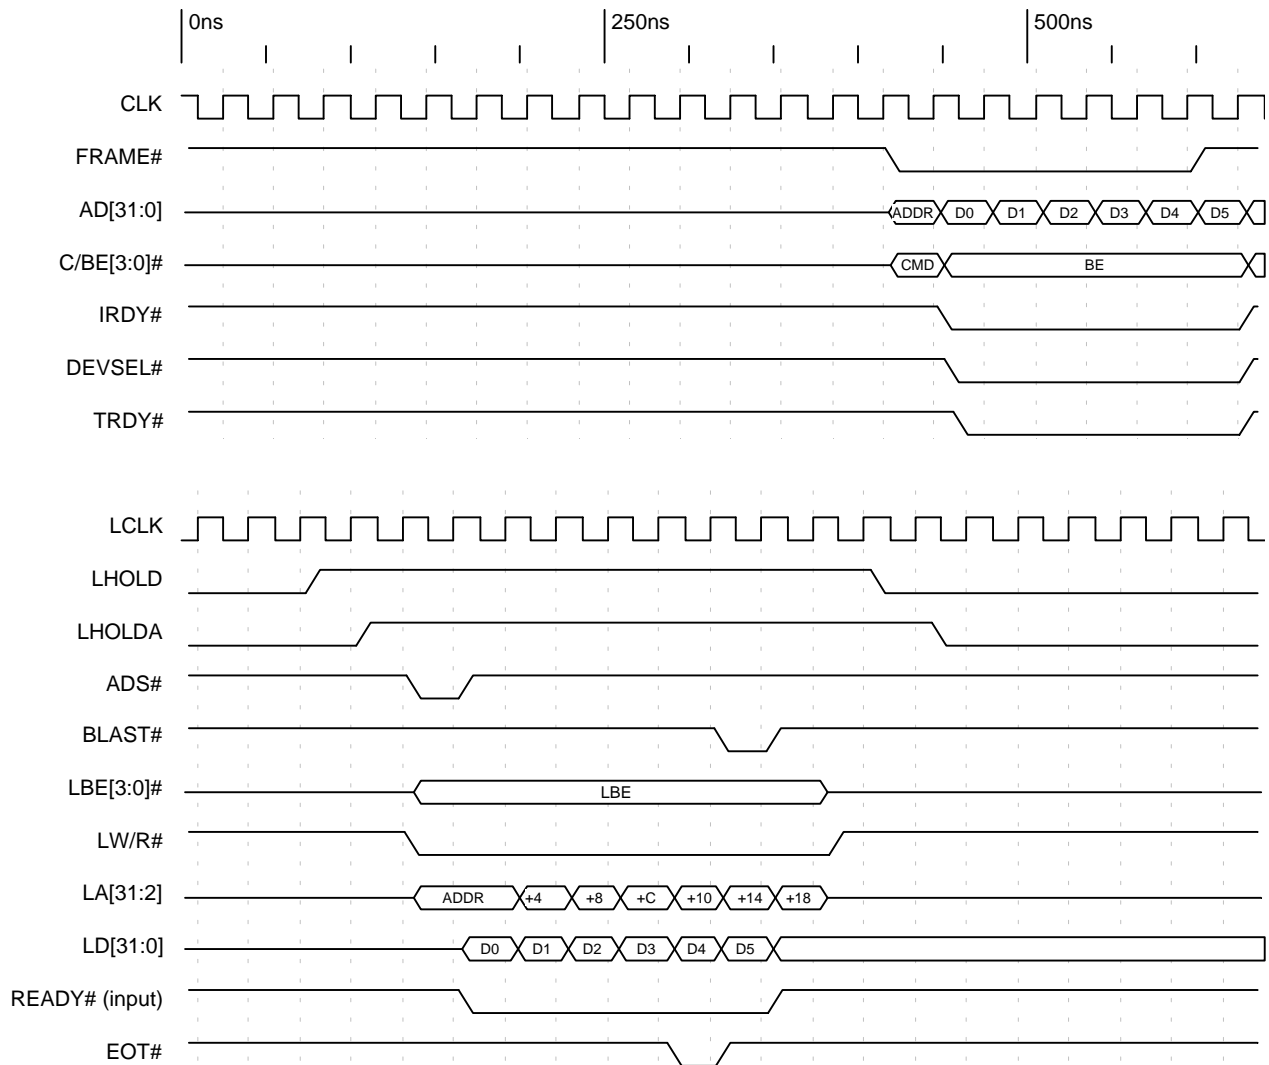 0ns 250ns 500ns
CLK
FRAME#
AD[31:0] ADDR D0 D1 D2 D3 D4 D5
C/BE[3:0]# CMD BE
IRDY#
DEVSEL#
TRDY#
LCLK
LHOLD
LHOLDA
ADS#
BLAST#
LBE[3:0]# LBE
LW/R#
LA[31:2] ADDR +4 +8 +C +10 +14 +18
LD[31:0] D0 D1 D2 D3 D4 D5
READY# (input)
EOT#